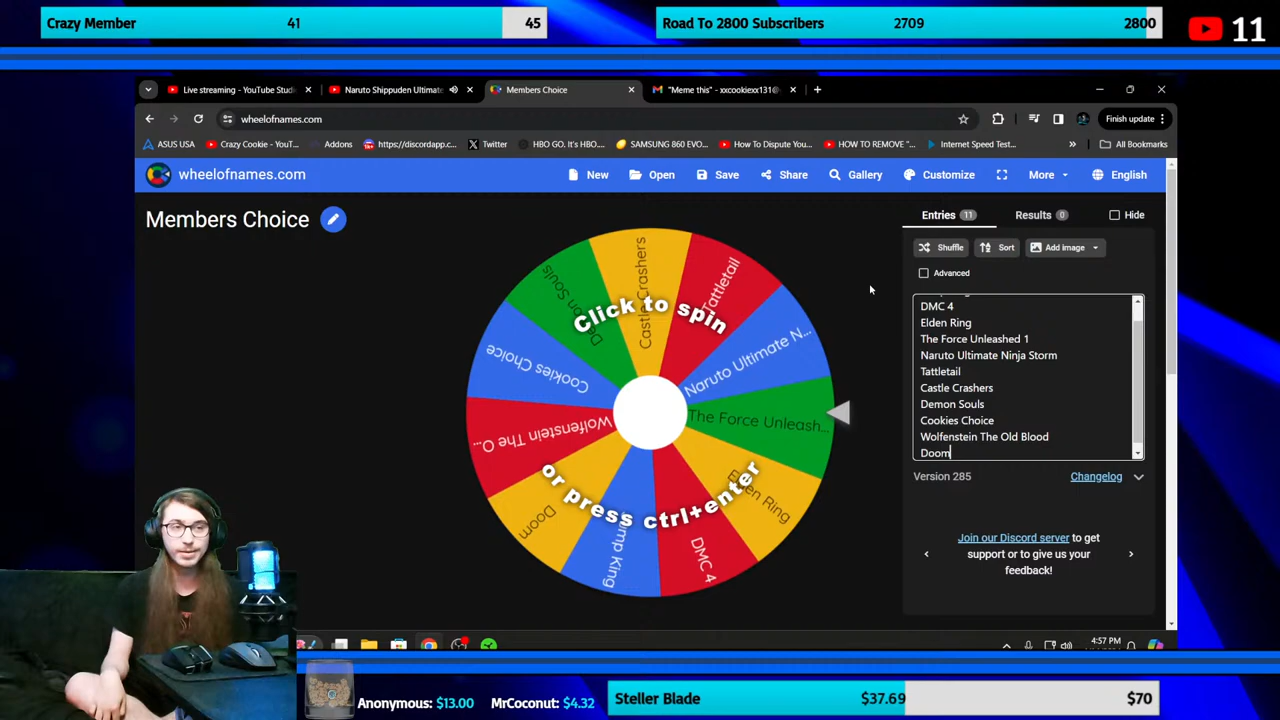 Crazy Member 41 45
Road To 2800 Subscribers 2709 2800
11
Live streaming - YouTube Stud
Naruto Shippuden Ultimate
Members Choice
"Meme this" - xxcookiexx131@
wheelofnames.com
Finish update
ASUS USA
Crazy Cookie - YouT...
Addons
https://discordapp.c...
Twitter
HBO GO. It's HBO....
SAMSUNG 860 EVO...
How To Dispute You...
HOW TO REMOVE "...
Internet Speed Test...
»
All Bookmarks
wheelofnames.com
New
Open
Save
Share
Gallery
Customize
More
English
Members Choice
Entries 11
Results 0
Hide
Shuffle
Sort
Add image
Advanced
DMC 4
Elden Ring
The Force Unleashed 1
Naruto Ultimate Ninja Storm
Tattletail
Castle Crashers
Demon Souls
Cookies Choice
Wolfenstein The Old Blood
Doom
Version 285
Changelog
Join our Discord server to get
support or to give us your
feedback!
Castle Crashers
Tattletail
Naruto Ultimate N...
The Force Unleash...
Elden Ring
DMC 4
Doom
Wolfenstein The O...
Cookies Choice
Click to spin
or press ctrl+enter
4:57 PM
Anonymous: $13.00
MrCoconut: $4.32
Steller Blade $37.69 $70